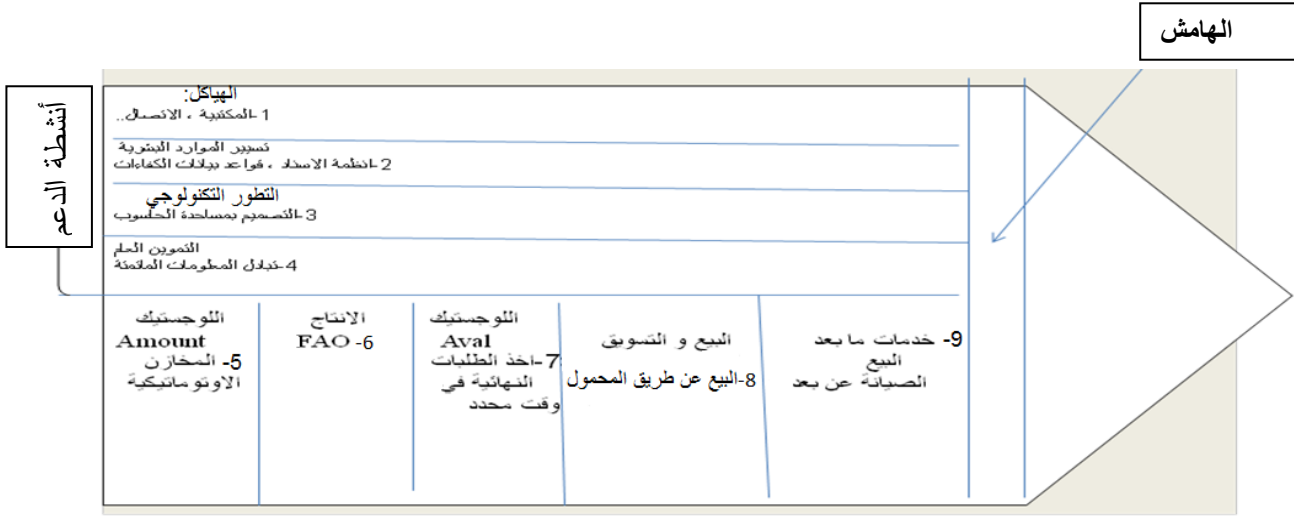 الهامش
أنشطة الدعم
الهياكل:
1-المكتبية ، الاتصال..
تسيير الموارد البشرية
2-انظمة الاسناد ، قواعد بيانات الكفاءات
التطور التكنولوجي
3-التصميم بمساعدة الحاسوب
التموين العام
4-تبادل المعلومات المأتمتة
اللوجستيك
Amount
5- المخازن
الاوتوماتيكية
الانتاج
6- FAO
اللوجستيك
Aval
7-اخذ الطلبات
النهائية في
وقت محدد
البيع و التسويق
8-البيع عن طريق المحمول
9- خدمات ما بعد
البيع
الصيانة عن بعد